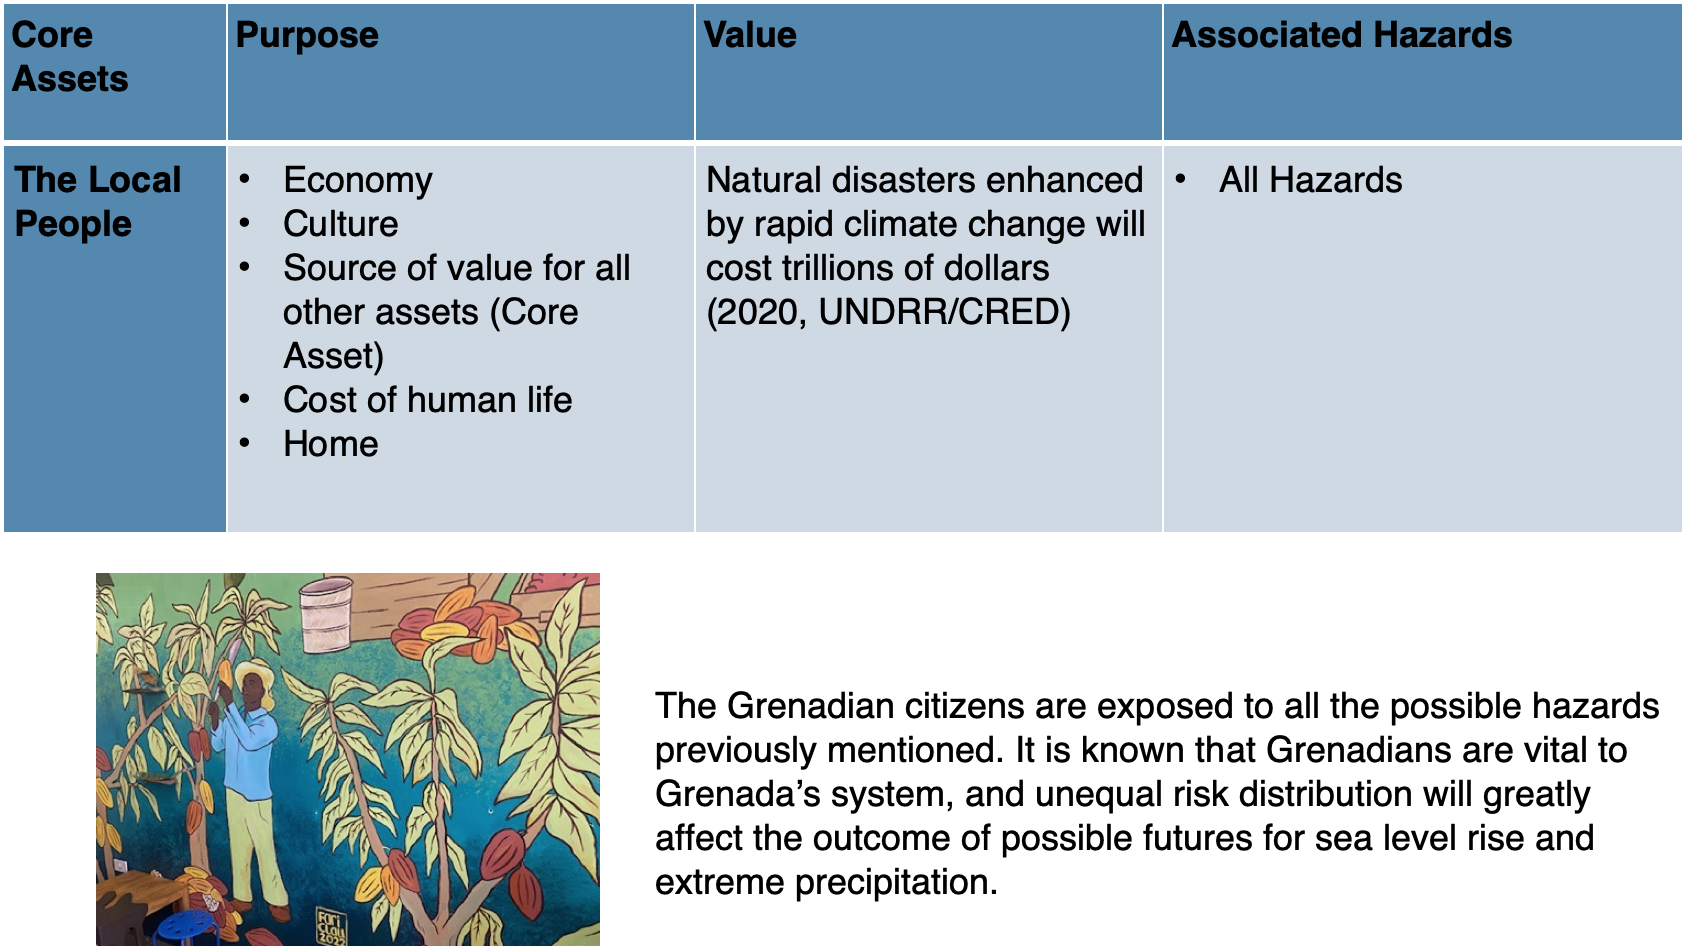 Core
Assets
Purpose
Value
Associated Hazards
The Local
People
• Economy
• Culture
• Source of value for all
other assets (Core
Asset)
• Cost of human life
• Home
Natural disasters enhanced
by rapid climate change will
cost trillions of dollars
(2020, UNDRR/CRED)
• All Hazards
The Grenadian citizens are exposed to all the possible hazards
previously mentioned. It is known that Grenadians are vital to
Grenada’s system, and unequal risk distribution will greatly
affect the outcome of possible futures for sea level rise and
extreme precipitation.